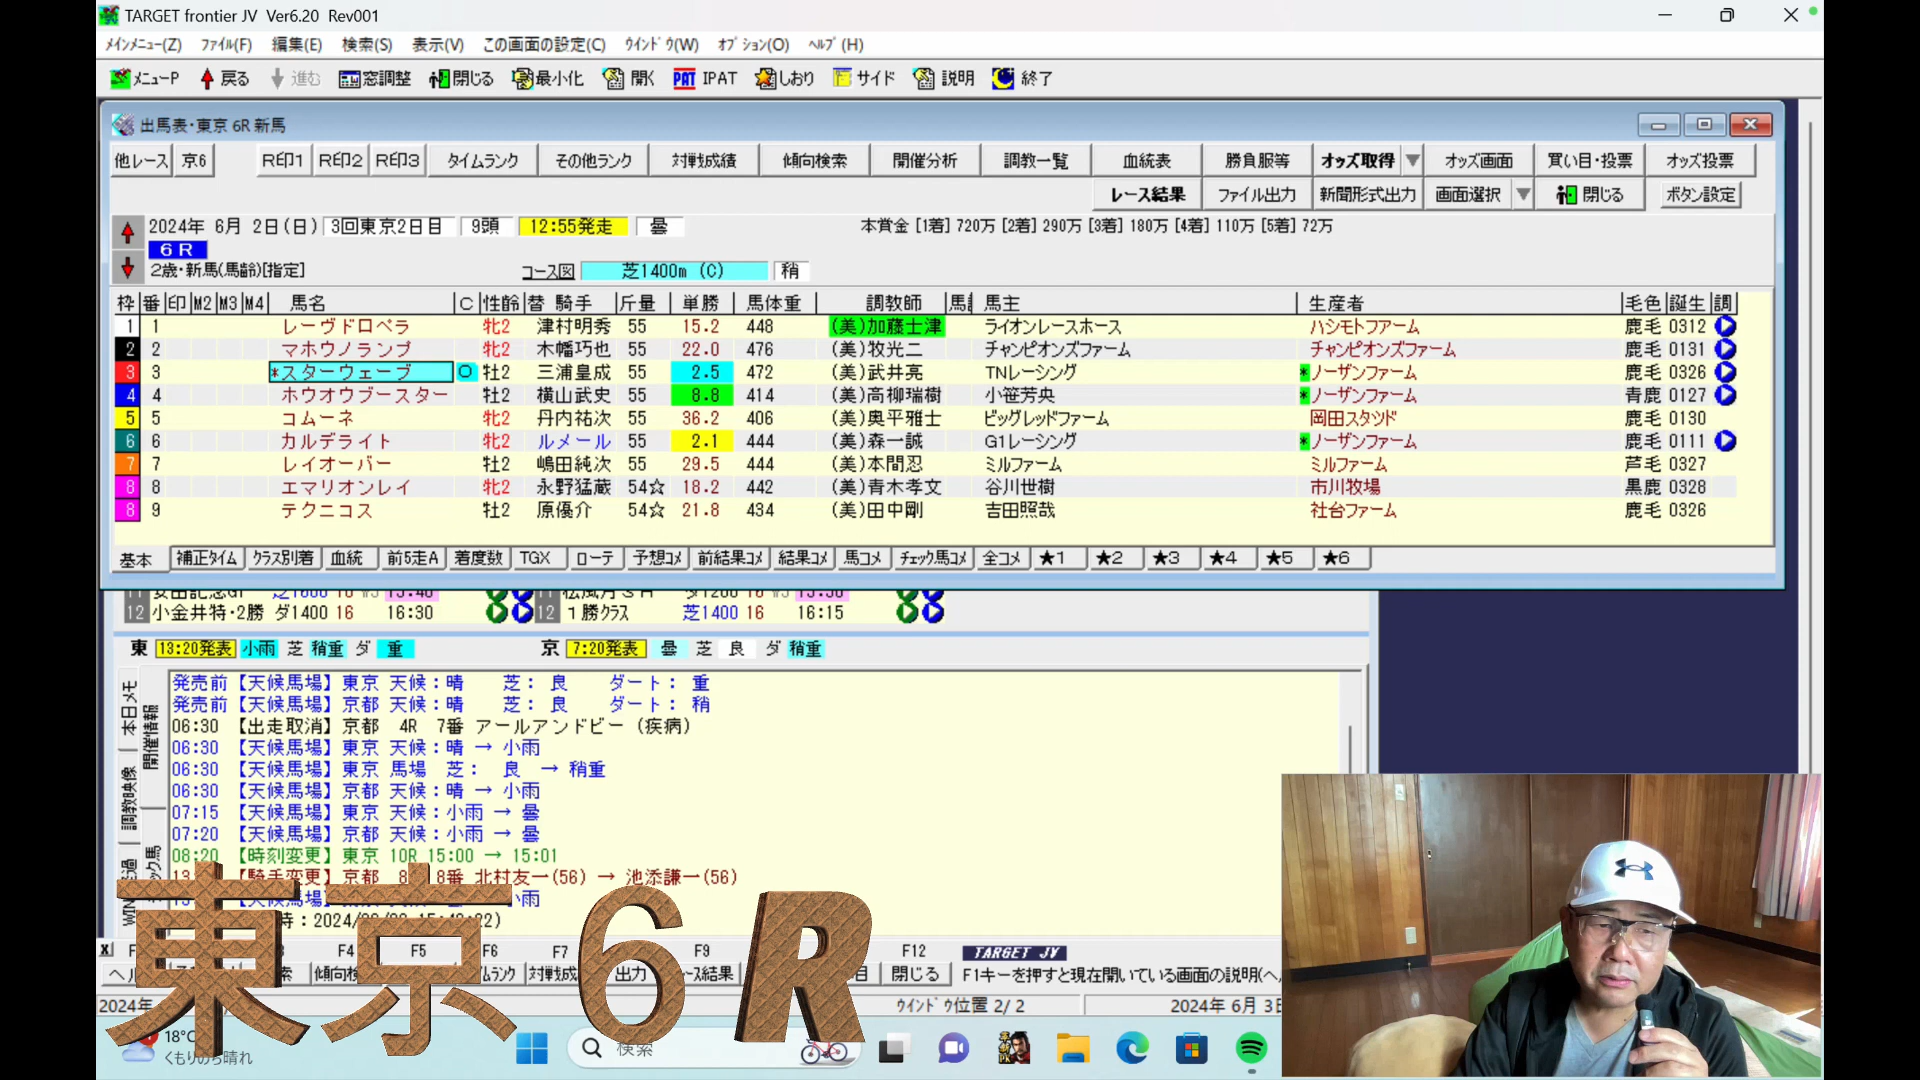 TARGET frontier JV Ver6.20 Rev001
ﾒｲﾝﾒﾆｭｰ(Z) ﾌｧｲﾙ(F) 編集(E) 検索(S) 表示(V) この画面の設定(C) ｳｲﾝﾄﾞｳ(W) ｵﾌﾟｼｮﾝ(O) ﾍﾙﾌﾟ(H)
ﾒﾆｭｰP 戻る 進む 窓調整 閉じる 最小化 開く PAT IPAT しおり サイド 説明 終了
出馬表・東京 6R 新馬
他レース 京6 R印1 R印2 R印3 タイムランク その他ランク 対戦成績 傾向検索 開催分析 調教一覧 血統表 勝負服等 オッズ取得 オッズ画面 買い目・投票 オッズ投票
レース結果 ファイル出力 新聞形式出力 画面選択 閉じる ボタン設定
2024年 6月 2日(日) 3回東京2日目 9頭 12:55発走 曇 本賞金 [1着] 720万 [2着] 290万 [3着] 180万 [4着] 110万 [5着] 72万
6 R
2歳・新馬(馬齢)[指定] コース図 芝1400m (C) 稍
枠 番 印 M2 M3 M4 馬名 C 性齢 替 騎手 斤量 単勝 馬体重 調教師 馬主 生産者 毛色 誕生 調
1 1 レーヴドロペラ 牝2 津村明秀 55 15.2 448 (美)加藤士津 ライオンレースホース ハシモトファーム 鹿毛 0312
2 2 マホウノランプ 牝2 木幡巧也 55 22.0 476 (美)牧光二 チャンピオンズファーム チャンピオンズファーム 鹿毛 0131
3 3 *スターウェーブ O 牡2 三浦皇成 55 2.5 472 (美)武井亮 TNレーシング *ノーザンファーム 鹿毛 0326
4 4 ホウオウブースター 牡2 横山武史 55 8.8 414 (美)高柳瑞樹 小笹芳央 *ノーザンファーム 青鹿 0127
5 5 コムーネ 牝2 丹内祐次 55 36.2 406 (美)奥平雅士 ビッグレッドファーム 岡田スタツド 鹿毛 0130
6 6 カルデライト 牝2 ルメール 55 2.1 444 (美)森一誠 G1レーシング *ノーザンファーム 鹿毛 0111
7 7 レイオーバー 牡2 嶋田純次 55 29.5 444 (美)本間忍 ミルファーム ミルファーム 芦毛 0327
8 8 エマリオンレイ 牝2 永野猛蔵 54☆ 18.2 442 (美)青木孝文 谷川世樹 市川牧場 黒鹿 0328
8 9 テクニコス 牡2 原優介 54☆ 21.8 434 (美)田中剛 吉田照哉 社台ファーム 鹿毛 0326
基本 補正ﾀｲﾑ ｸﾗｽ別着 血統 前5走A 着度数 TGX ローテ 予想ｺﾒ 前結果ｺﾒ 結果ｺﾒ 馬コメ ﾁｪｯｸ馬ｺﾒ 全コメ ★1 ★2 ★3 ★4 ★5 ★6
12 小金井特・2勝 ダ1400 16 16:30 12 1勝ｸﾗｽ 芝1400 16 16:15
東 13:20発表 小雨 芝 稍重 ダ 重 京 7:20発表 曇 芝 良 ダ 稍重
本日メモ
開催情報
調教映像
発売前【天候馬場】東京 天候：晴 芝： 良 ダート： 重
発売前【天候馬場】京都 天候：晴 芝： 良 ダート： 稍
06:30 【出走取消】京都 4R 7番 アールアンドビー (疾病)
06:30 【天候馬場】東京 天候：晴 → 小雨
06:30 【天候馬場】東京 馬場 芝： 良 → 稍重
06:30 【天候馬場】京都 天候：晴 → 小雨
07:15 【天候馬場】東京 天候：小雨 → 曇
07:20 【天候馬場】京都 天候：小雨 → 曇
08:20 【時刻変更】東京 10R 15:00 → 15:01
【騎手変更】京都 8 8番 北村友一(56) → 池添謙一(56)
小雨
東京6R
F4 F5 F6 F7 F9 F12 TARGET JV
傾向検 対戦成 出力 ース結果 閉じる F1キーを押すと現在開いている画面の説明(ヘ
2024年 ｳｲﾝﾄﾞｳ位置 2/ 2 2024年 6月 3
18°C
くもりのち晴れ
検索